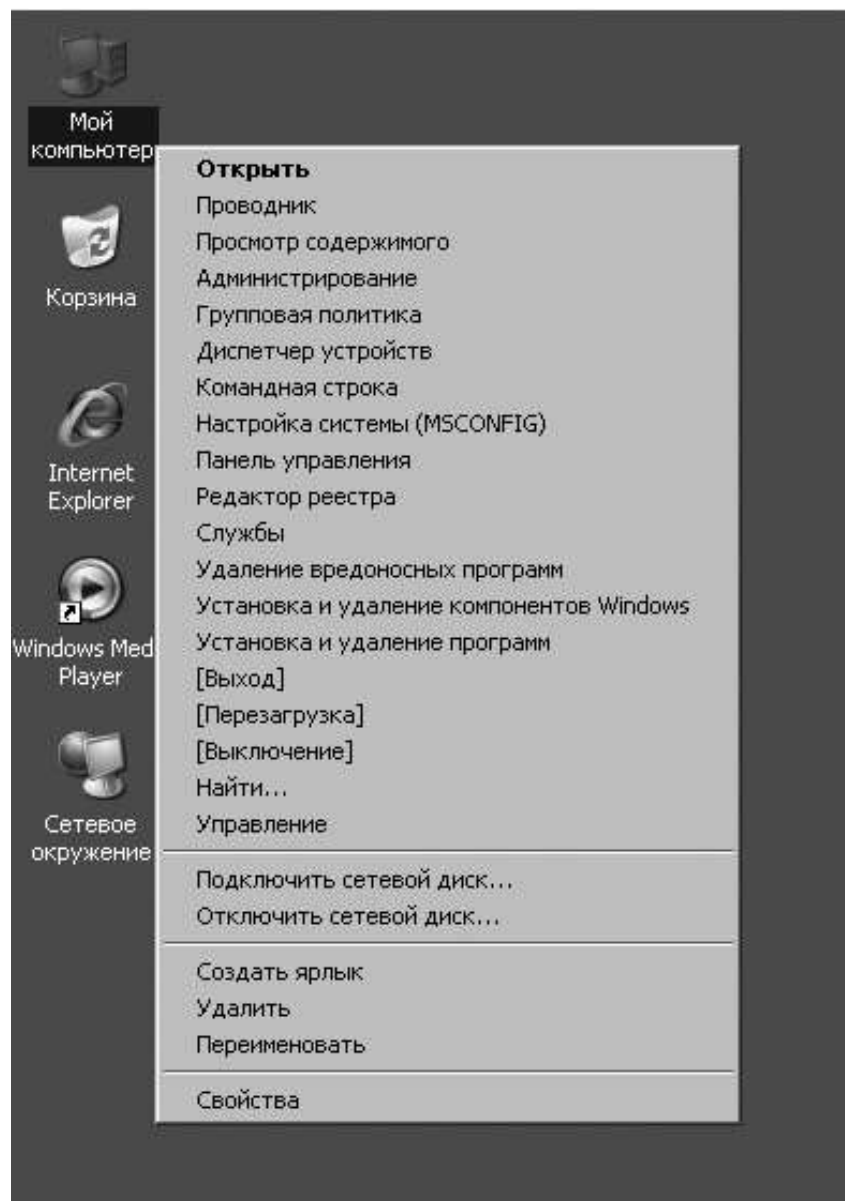 Мой
компьютер
Корзина
Internet
Explorer
Windows Med
Player
Сетевое
окружение
Открыть
Проводник
Просмотр содержимого
Администрирование
Групповая политика
Диспетчер устройств
Командная строка
Настройка системы (MSCONFIG)
Панель управления
Редактор реестра
Службы
Удаление вредоносных программ
Установка и удаление компонентов Windows
Установка и удаление программ
[Выход]
[Перезагрузка]
[Выключение]
Найти...
Управление
Подключить сетевой диск...
Отключить сетевой диск...
Создать ярлык
Удалить
Переименовать
Свойства